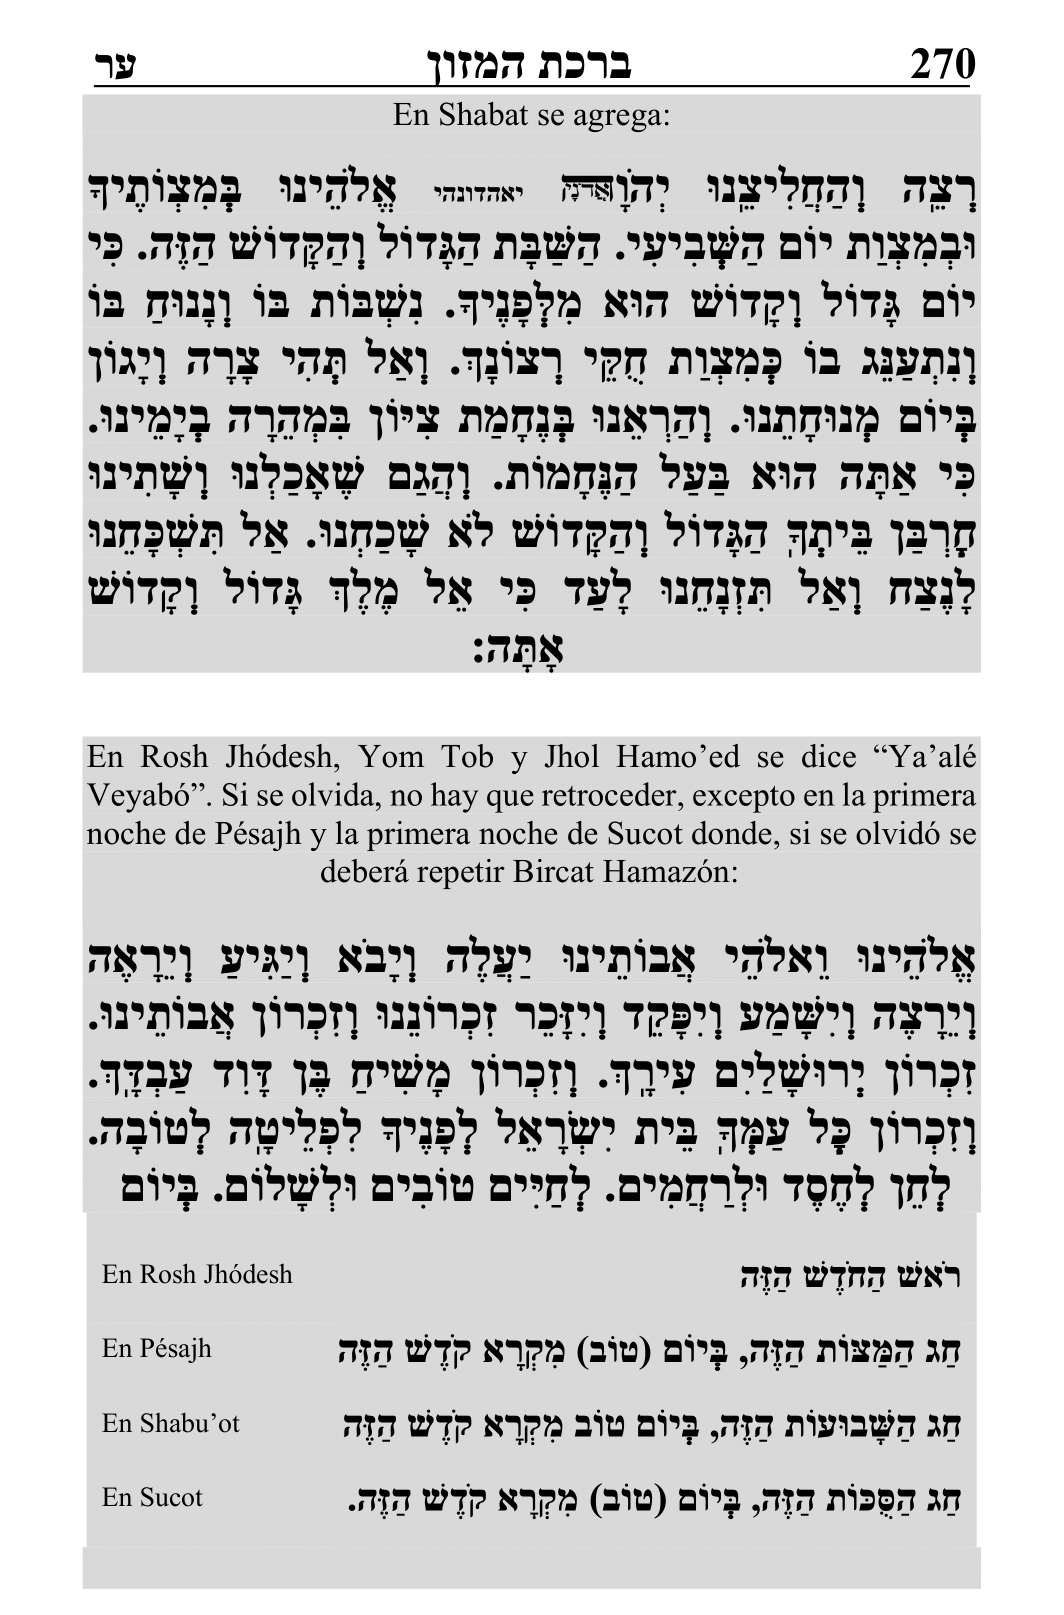 270 ברכת המזון ער
En Shabat se agrega:
רְצֵה וְהַחֲלִיצֵנוּ יְהֹוָאדני יאהדונהי אֱלֹהֵינוּ בְּמִצְוֹתֶיךָ
וּבְמִצְוַת יוֹם הַשְּׁבִיעִי. הַשַּׁבָּת הַגָּדוֹל וְהַקָּדוֹשׁ הַזֶּה. כִּי
יוֹם גָּדוֹל וְקָדוֹשׁ הוּא מִלְּפָנֶיךָ. נִשְׁבּוֹת בּוֹ וְנָנוּחַ בּוֹ
וְנִתְעַנֵּג בּוֹ כְּמִצְוַת חֻקֵּי רְצוֹנָךְ. וְאַל תְּהִי צָרָה וְיָגוֹן
בְּיוֹם מְנוּחָתֵנוּ. וְהַרְאֵנוּ בְּנֶחָמַת צִיּוֹן בִּמְהֵרָה בְיָמֵינוּ.
כִּי אַתָּה הוּא בַּעַל הַנֶּחָמוֹת. וְהֲגַם שֶׁאָכַלְנוּ וְשָׁתִינוּ
חָרְבַּן בֵּיתְךָ הַגָּדוֹל וְהַקָּדוֹשׁ לֹא שָׁכַחְנוּ. אַל תִּשְׁכָּחֵנוּ
לָנֶצַח וְאַל תִּזְנָחֵנוּ לָעַד כִּי אֵל מֶלֶךְ גָּדוֹל וְקָדוֹשׁ
אָתָּה:
En Rosh Jhódesh, Yom Tob y Jhol Hamo’ed se dice “Ya’alé
Veyabó”. Si se olvida, no hay que retroceder, excepto en la primera
noche de Pésajh y la primera noche de Sucot donde, si se olvidó se
deberá repetir Bircat Hamazón:
אֱלֹהֵינוּ וֵאלֹהֵי אֲבוֹתֵינוּ יַעֲלֶה וְיָבֹא וְיַגִּיעַ וְיֵרָאֶה
וְיֵרָצֶה וְיִשָּׁמַע וְיִפָּקֵד וְיִזָּכֵר זִכְרוֹנֵנוּ וְזִכְרוֹן אֲבוֹתֵינוּ.
זִכְרוֹן יְרוּשָׁלַיִם עִירָךְ. וְזִכְרוֹן מָשִׁיחַ בֶּן דָּוִד עַבְדָּךְ.
וְזִכְרוֹן כָּל עַמְּךָ בֵּית יִשְׂרָאֵל לְפָנֶיךָ לִפְלֵיטָה לְטוֹבָה.
לְחֵן לְחֶסֶד וּלְרַחֲמִים. לְחַיִּים טוֹבִים וּלְשָׁלוֹם. בְּיוֹם
En Rosh Jhódesh רֹאשׁ הַחֹדֶשׁ הַזֶּה
En Pésajh חַג הַמַּצּוֹת הַזֶּה, בְּיוֹם (טוֹב) מִקְרָא קֹדֶשׁ הַזֶּה
En Shabu’ot חַג הַשָּׁבוּעוֹת הַזֶּה, בְּיוֹם טוֹב מִקְרָא קֹדֶשׁ הַזֶּה
En Sucot חַג הַסֻּכּוֹת הַזֶּה, בְּיוֹם (טוֹב) מִקְרָא קֹדֶשׁ הַזֶּה.